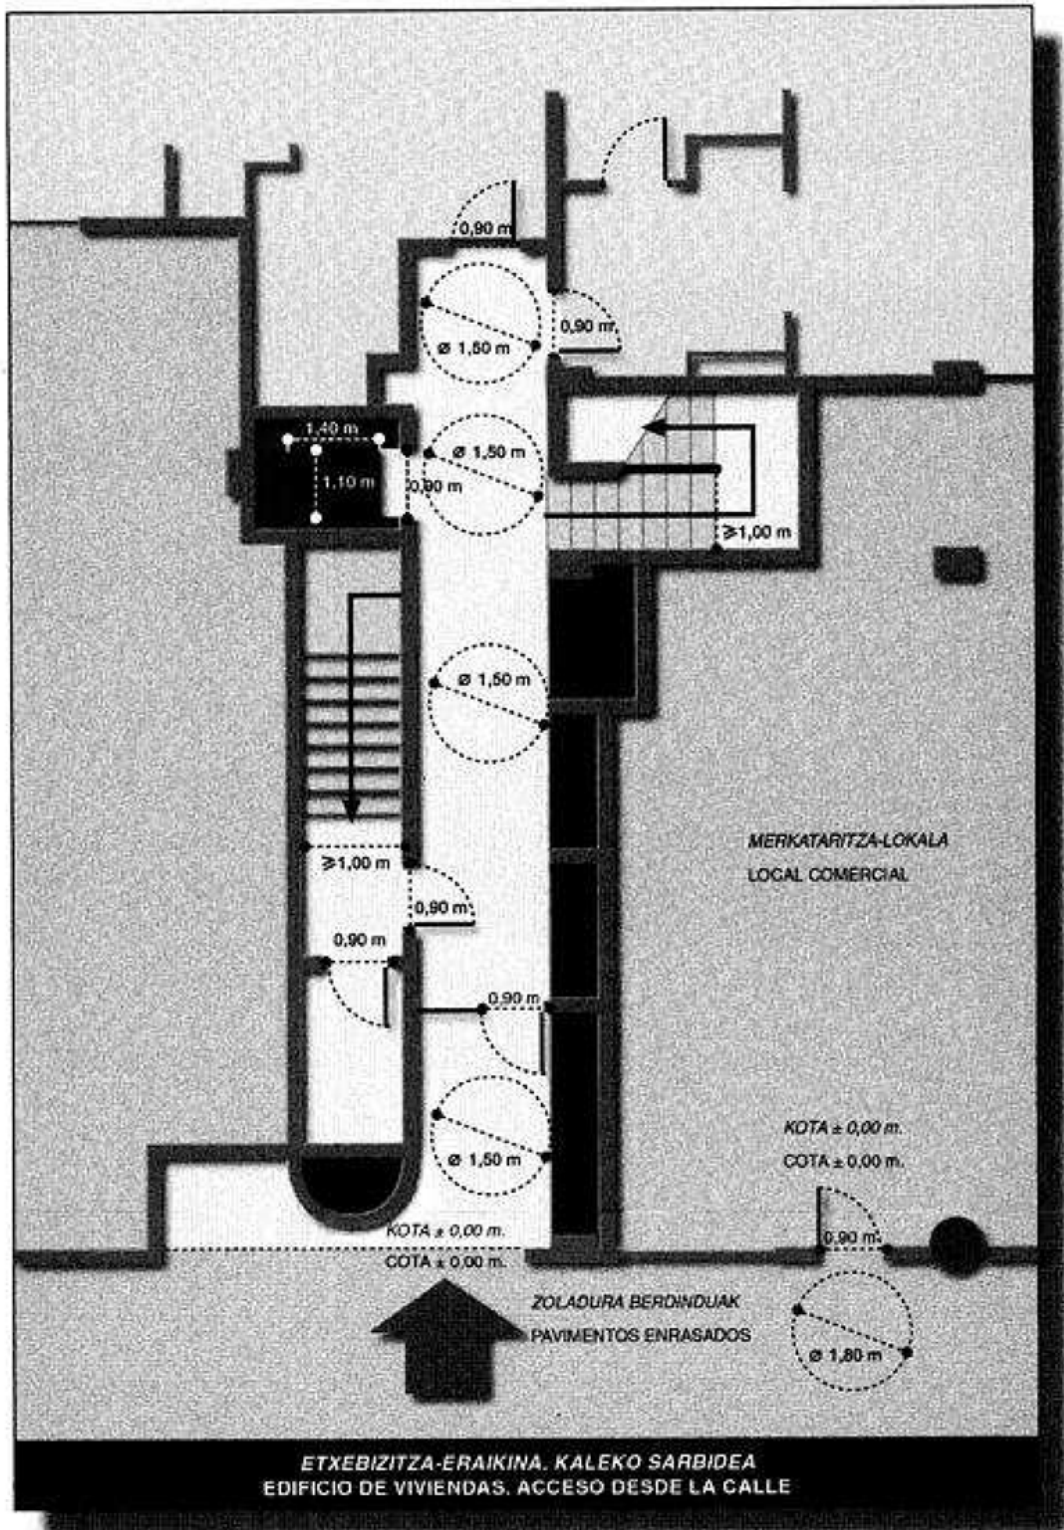 0,90 m
0,90 m
Ø 1,50 m
1,40 m
Ø 1,50 m
1,10 m
0,90 m
≥1,00 m
Ø 1,50 m
MERKATARITZA-LOKALA
≥1,00 m
LOCAL COMERCIAL
0,90 m
0,90 m
0,90 m
KOTA ± 0,00 m.
Ø 1,50 m
COTA ± 0,00 m.
KOTA ± 0,00 m.
0,90 m.
COTA ± 0,00 m.
ZOLADURA BERDINDUAK
PAVIMENTOS ENRASADOS
Ø 1,80 m
ETXEBIZITZA-ERAIKINA. KALEKO SARBIDEA
EDIFICIO DE VIVIENDAS. ACCESO DESDE LA CALLE